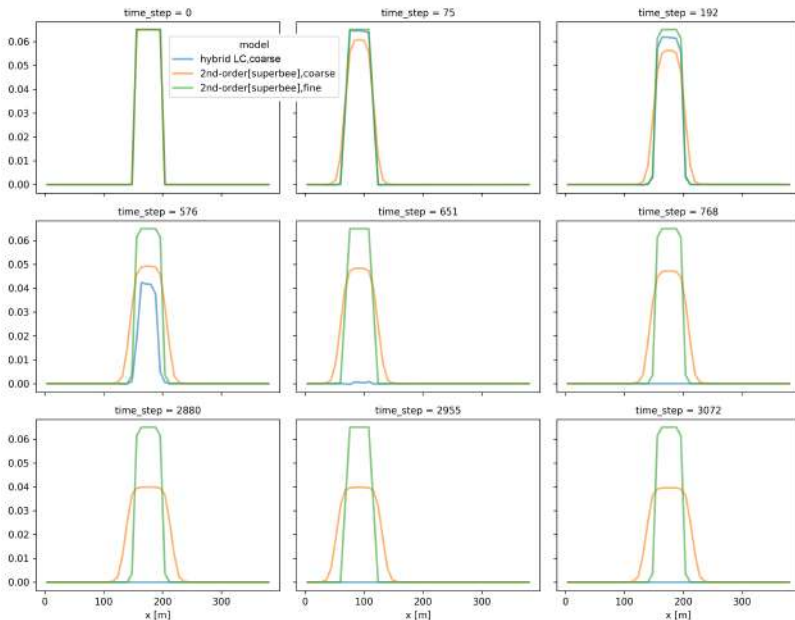 time_step = 0
time_step = 75
time_step = 192
0.06
0.05
0.04
0.03
0.02
0.01
0.00
model
hybrid LC,coarse
2nd-order[superbee],coarse
2nd-order[superbee],fine
time_step = 576
time_step = 651
time_step = 768
0.06
0.05
0.04
0.03
0.02
0.01
0.00
time_step = 2880
time_step = 2955
time_step = 3072
0.06
0.05
0.04
0.03
0.02
0.01
0.00
0 100 200 300
0 100 200 300
0 100 200 300
x [m]
x [m]
x [m]